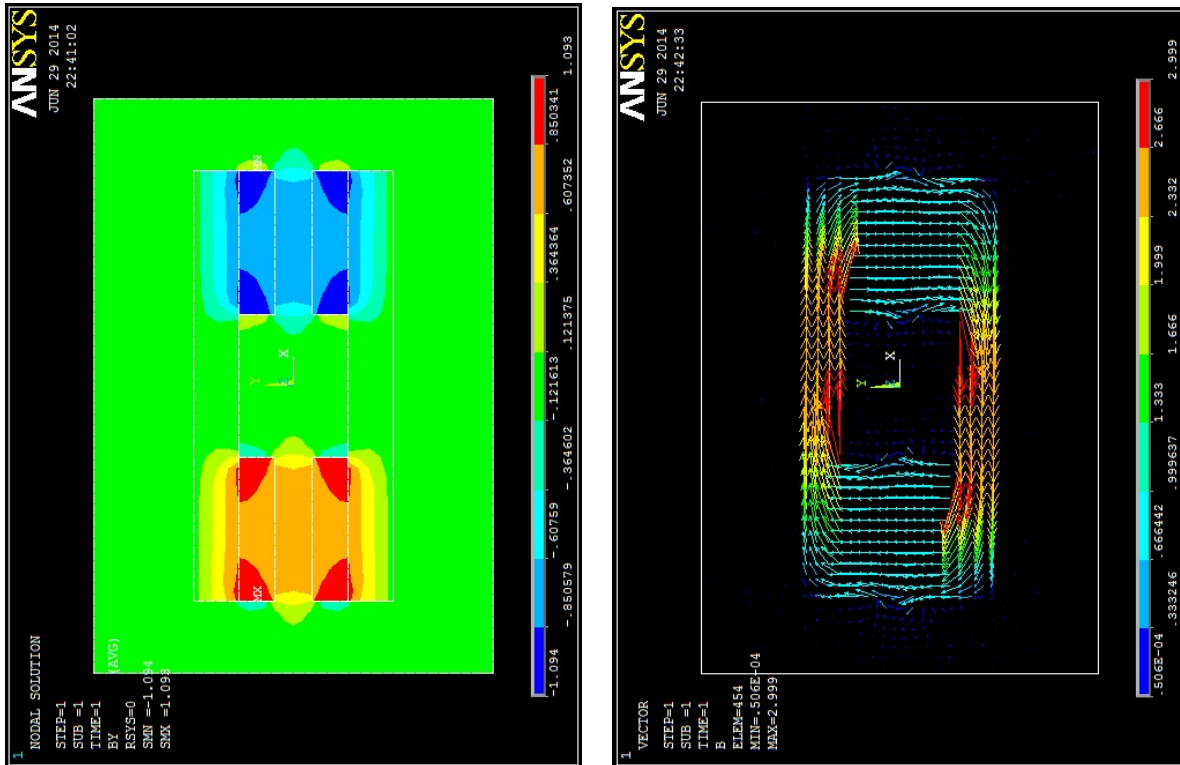 ANSYS
JUN 29 2014
22:41:02
1
NODAL SOLUTION
STEP=1
SUB =1
TIME=1
BY (AVG)
RSYS=0
SMN =-1.094
SMX =1.093
MN
MX
Y
Z
X
-1.094
-.850579
-.60759
-.364602
-.121613
.121375
.364364
.607352
.850341
1.093
ANSYS
JUN 29 2014
22:42:33
1
VECTOR
STEP=1
SUB =1
TIME=1
B
ELEM=454
MIN=.506E-04
MAX=2.999
Y
Z
X
.506E-04
.333246
.666442
.999637
1.333
1.666
1.999
2.332
2.666
2.999